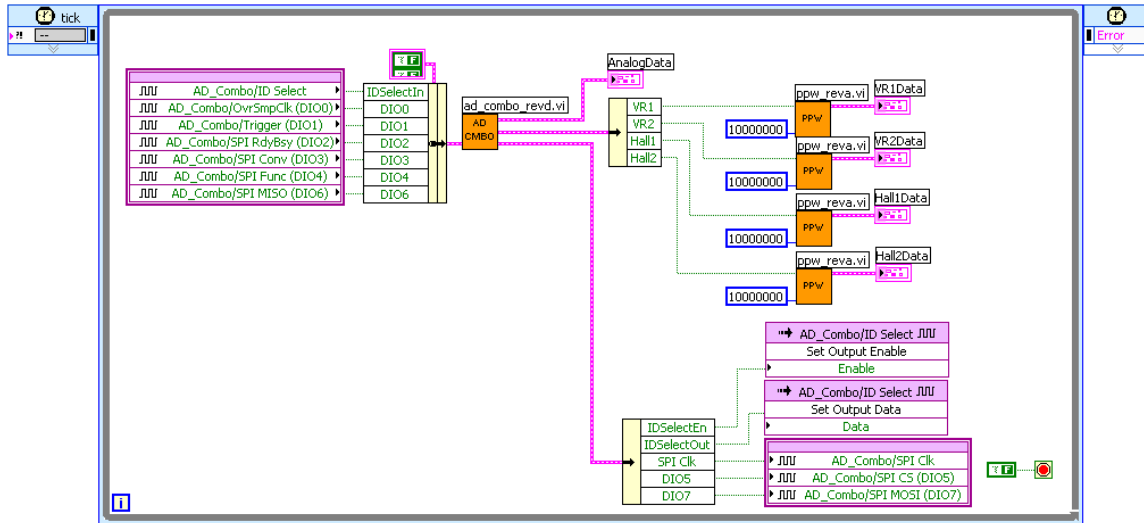 tick
?!
--
Error
AD_Combo/ID Select
AD_Combo/OvrSmpClk (DIO0)
AD_Combo/Trigger (DIO1)
AD_Combo/SPI RdyBsy (DIO2)
AD_Combo/SPI Conv (DIO3)
AD_Combo/SPI Func (DIO4)
AD_Combo/SPI MISO (DIO6)
IDSelectIn
DIO0
DIO1
DIO2
DIO3
DIO4
DIO6
ad_combo_revd.vi
AD
CMBO
AnalogData
VR1
VR2
Hall1
Hall2
ppw_reva.vi
PPW
10000000
VR1Data
ppw_reva.vi
PPW
10000000
VR2Data
ppw_reva.vi
PPW
10000000
Hall1Data
ppw_reva.vi
PPW
10000000
Hall2Data
AD_Combo/ID Select
Set Output Enable
Enable
AD_Combo/ID Select
Set Output Data
Data
IDSelectEn
IDSelectOut
SPI Clk
DIO5
DIO7
AD_Combo/SPI Clk
AD_Combo/SPI CS (DIO5)
AD_Combo/SPI MOSI (DIO7)
F
i